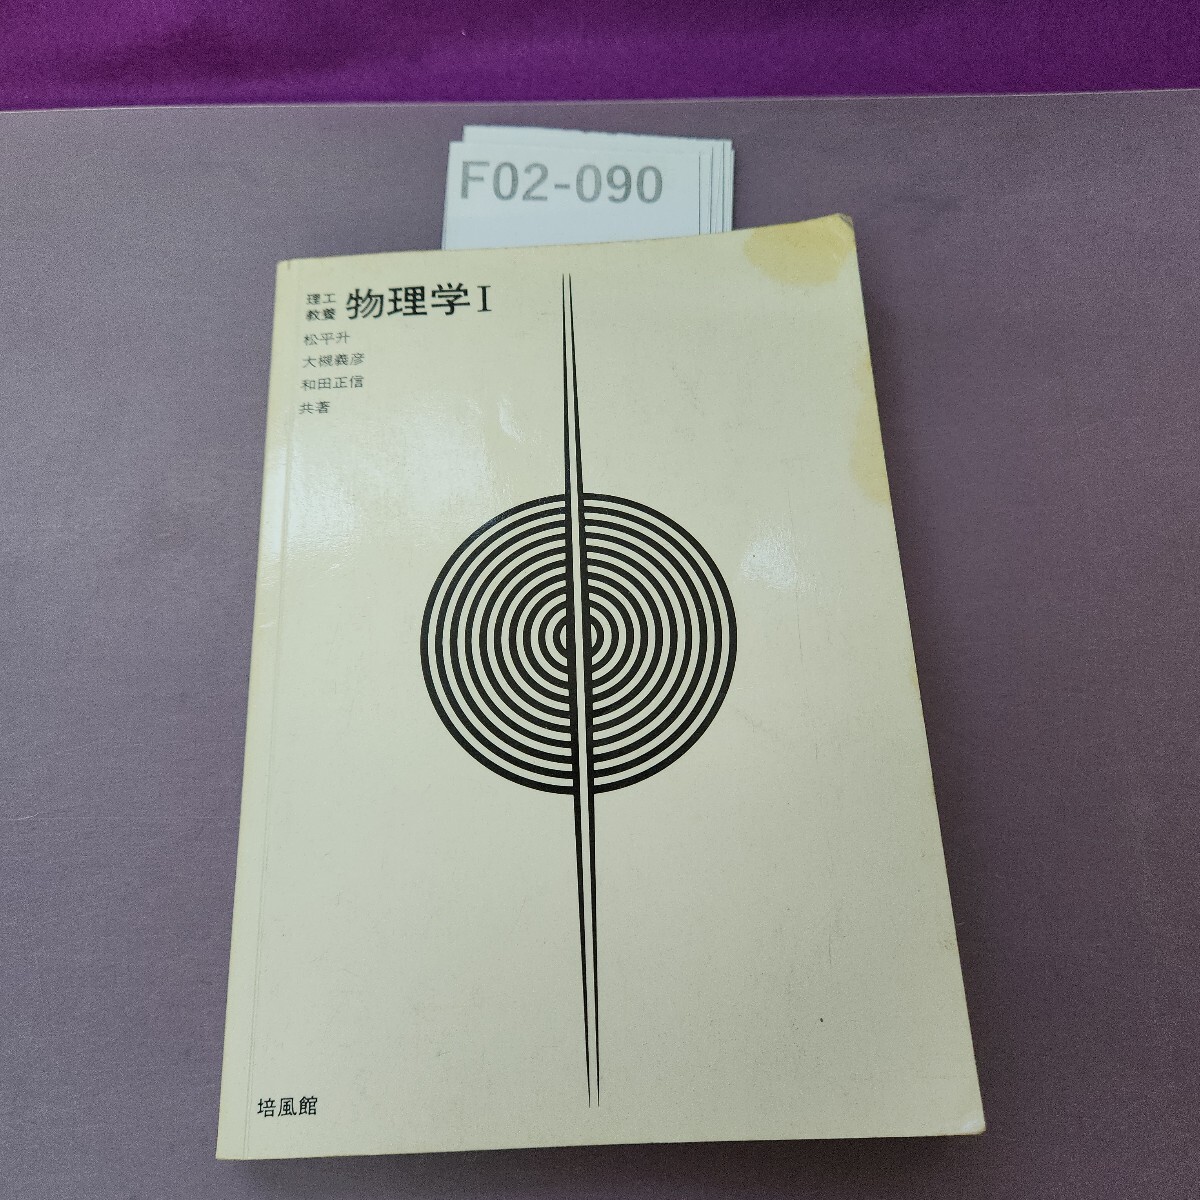 F02-090
理工
教養
物理学I
松平升
大槻義彦
和田正信
共著
培風館